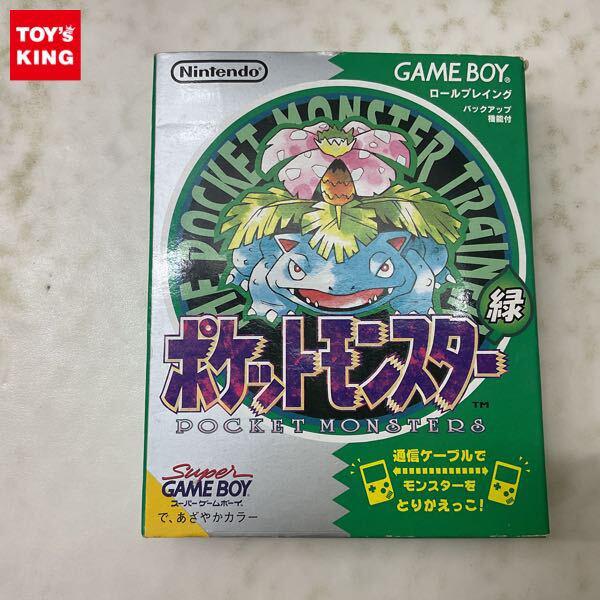 TOY's
KING
Nintendo
GAME BOY
ロールプレイング
バックアップ
機能付
POCKET MONSTER TRAIN
緑
ポケットモンスター
TM
POCKET MONSTERS
Super
GAME BOY
スーパーゲームボーイ
で、あざやかカラー
通信ケーブルで
モンスターを
とりかえっこ!